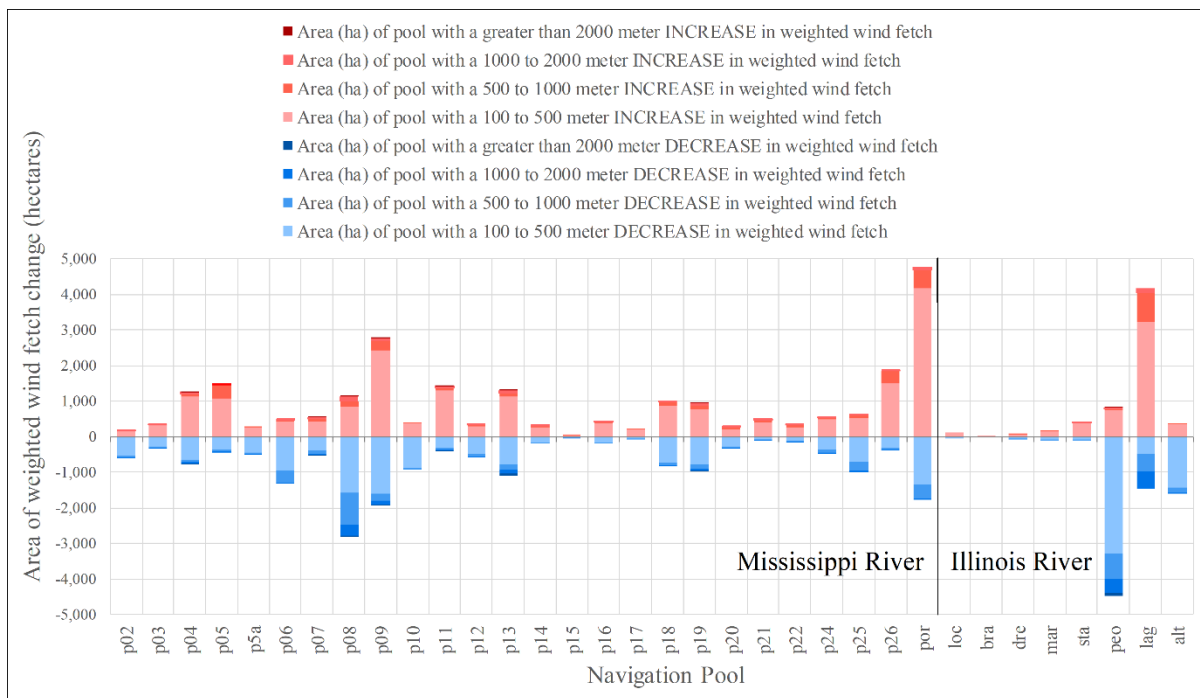 Area (ha) of pool with a greater than 2000 meter INCREASE in weighted wind fetch
Area (ha) of pool with a 1000 to 2000 meter INCREASE in weighted wind fetch
Area (ha) of pool with a 500 to 1000 meter INCREASE in weighted wind fetch
Area (ha) of pool with a 100 to 500 meter INCREASE in weighted wind fetch
Area (ha) of pool with a greater than 2000 meter DECREASE in weighted wind fetch
Area (ha) of pool with a 1000 to 2000 meter DECREASE in weighted wind fetch
Area (ha) of pool with a 500 to 1000 meter DECREASE in weighted wind fetch
Area (ha) of pool with a 100 to 500 meter DECREASE in weighted wind fetch
Area of weighted wind fetch change (hectares)
5,000
4,000
3,000
2,000
1,000
0
-1,000
-2,000
-3,000
-4,000
-5,000
Mississippi River
Illinois River
p02
p03
p04
p05
p5a
p06
p07
p08
p09
p10
p11
p12
p13
p14
p15
p16
p17
p18
p19
p20
p21
p22
p24
p25
p26
por
loc
bra
dre
mar
sta
peo
lag
alt
Navigation Pool